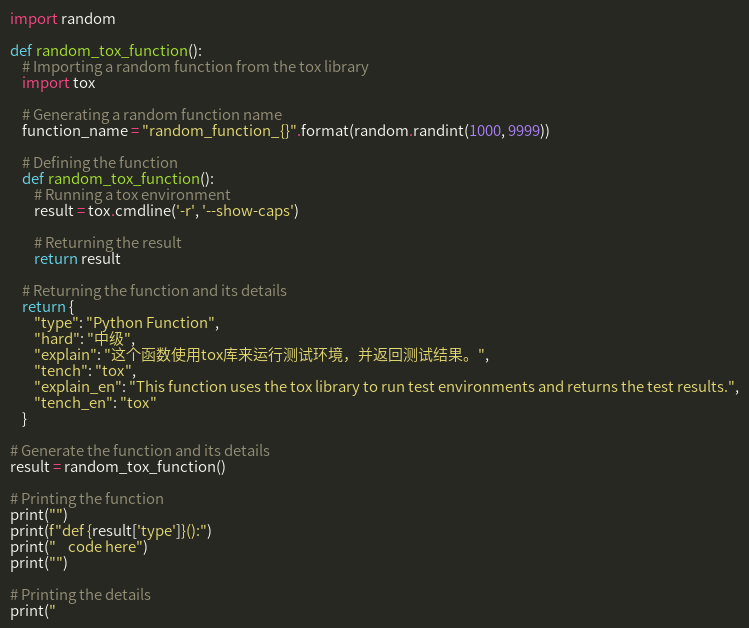 import random
def random_tox_function():
# Importing a random function from the tox library
import tox
# Generating a random function name
function_name = "random_function_{}".format(random.randint(1000, 9999))
# Defining the function
def random_tox_function():
# Running a tox environment
result = tox.cmdline('-r', '--show-caps')
# Returning the result
return result
# Returning the function and its details
return {
"type": "Python Function",
"hard": "中级",
"explain": "这个函数使用tox库来运行测试环境，并返回测试结果。",
"tench": "tox",
"explain_en": "This function uses the tox library to run test environments and returns the test results.",
"tench_en": "tox"
}
# Generate the function and its details
result = random_tox_function()
# Printing the function
print("")
print(f"def {result['type']}():")
print("    code here")
print("")
# Printing the details
print("